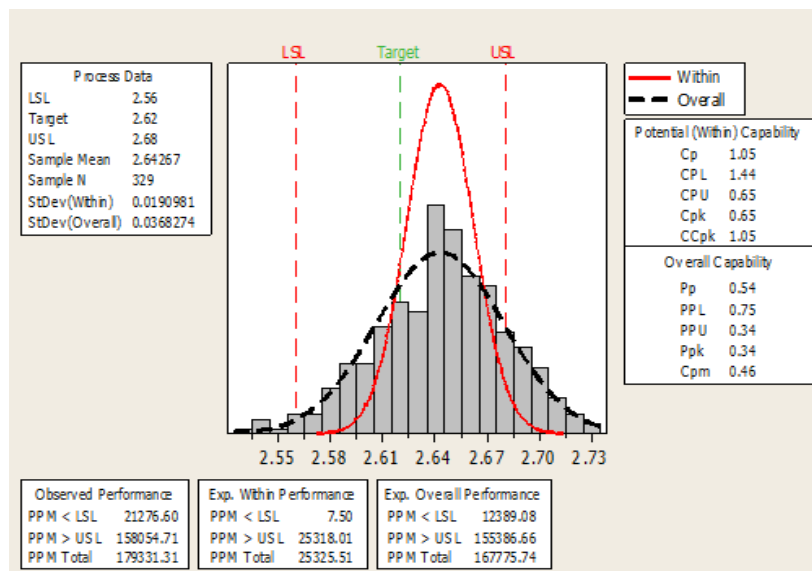 LSL Target USL
Process Data
LSL 2.56
Target 2.62
USL 2.68
Sample Mean 2.64267
Sample N 329
StDev(Within) 0.0190981
StDev(Overall) 0.0368274
Within
Overall
Potential (Within) Capability
Cp 1.05
CPL 1.44
CPU 0.65
Cpk 0.65
CCpk 1.05
Overall Capability
Pp 0.54
PPL 0.75
PPU 0.34
Ppk 0.34
Cpm 0.46
2.55 2.58 2.61 2.64 2.67 2.70 2.73
Observed Performance
PPM < LSL 21276.60
PPM > USL 158054.71
PPM Total 179331.31
Exp. Within Performance
PPM < LSL 7.50
PPM > USL 25318.01
PPM Total 25325.51
Exp. Overall Performance
PPM < LSL 12389.08
PPM > USL 155386.66
PPM Total 167775.74